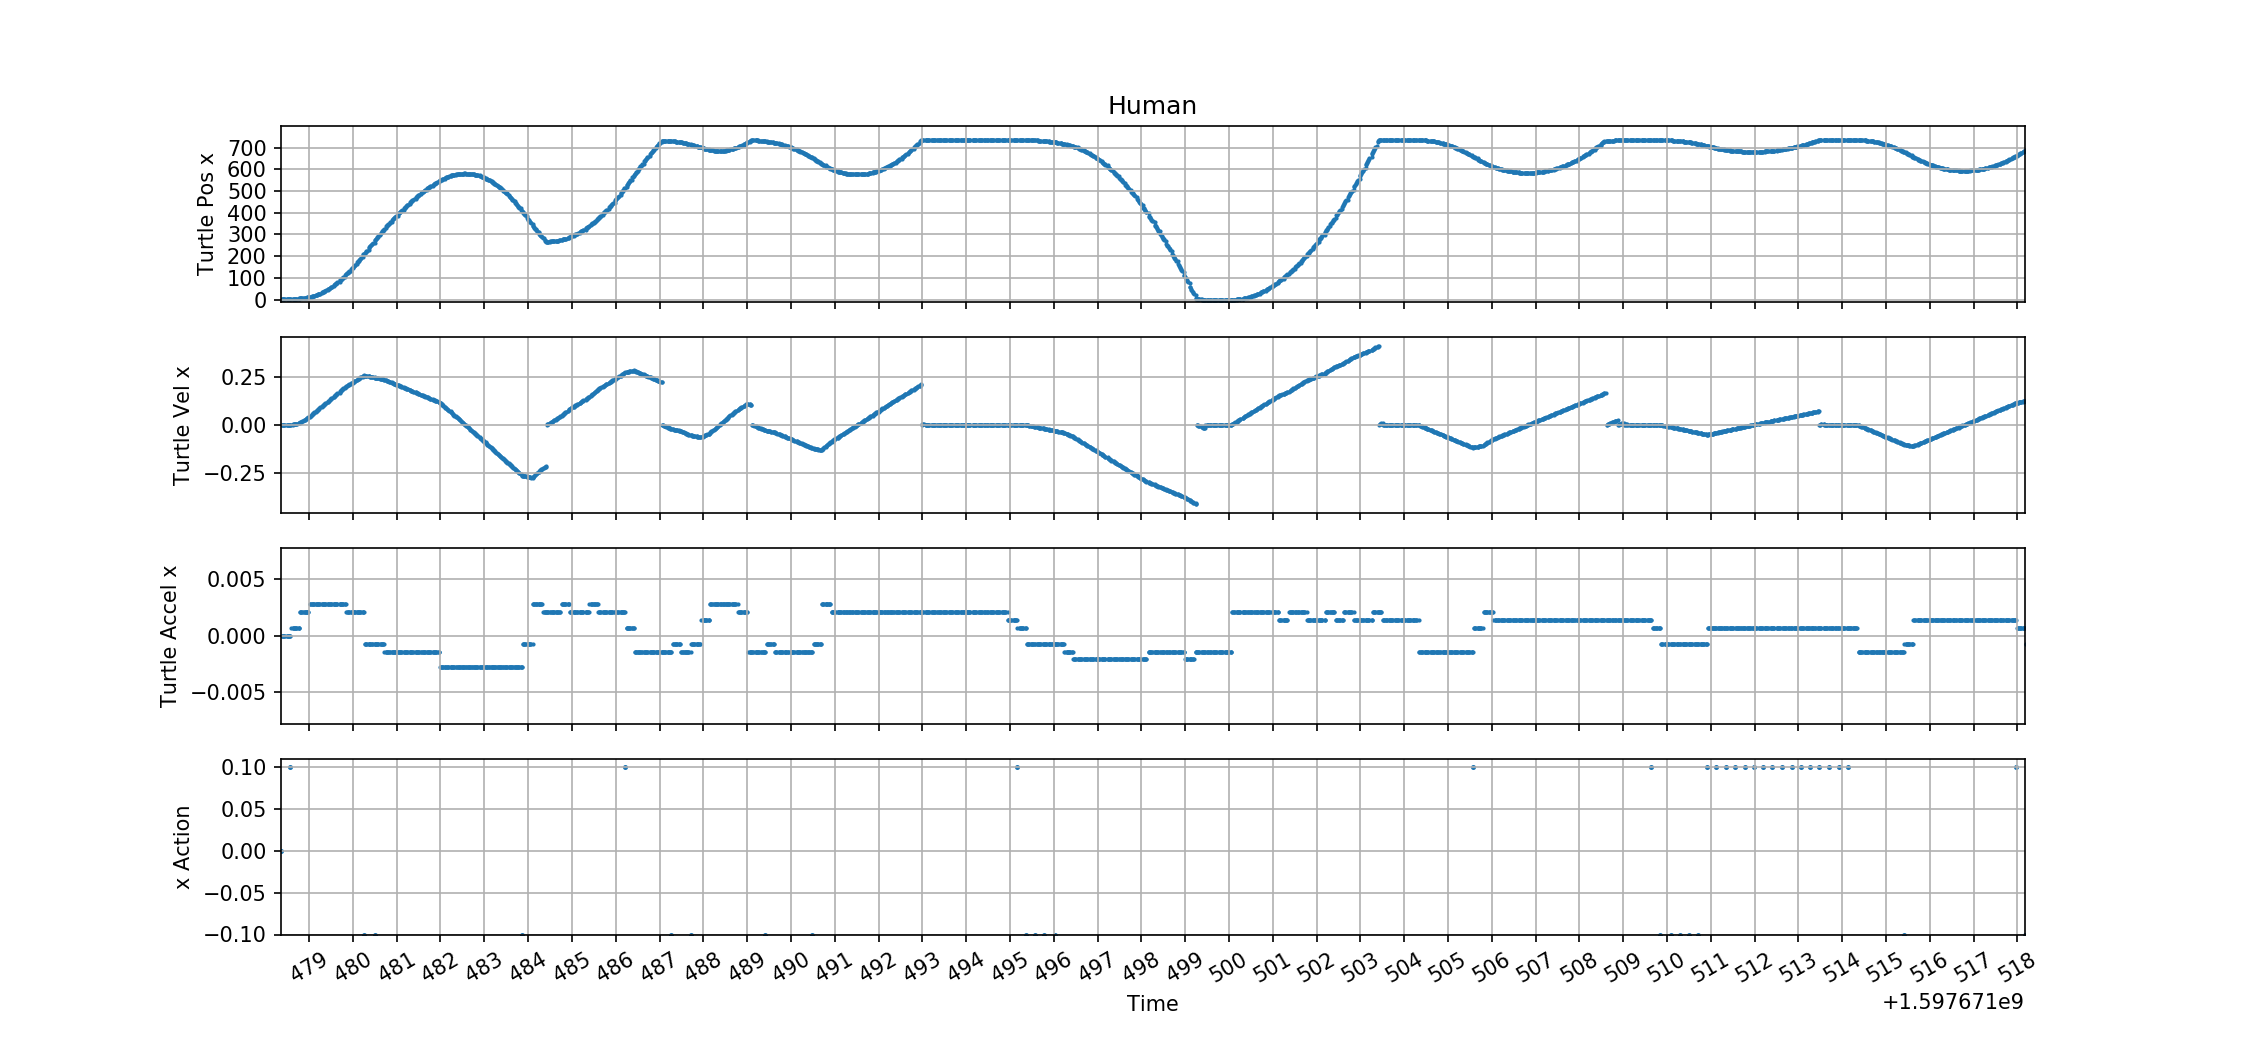 Human
Turtle Pos x
700
600
500
400
300
200
100
0
Turtle Vel x
0.25
0.00
−0.25
Turtle Accel x
0.005
0.000
−0.005
x Action
0.10
0.05
0.00
−0.05
−0.10
479 480 481 482 483 484 485 486 487 488 489 490 491 492 493 494 495 496 497 498 499 500 501 502 503 504 505 506 507 508 509 510 511 512 513 514 515 516 517 518
Time
+1.597671e9